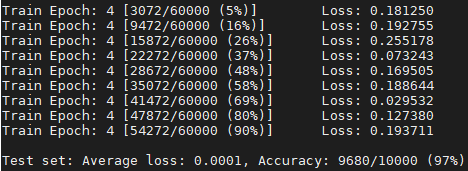 Train Epoch: 4 [3072/60000 (5%)]	Loss: 0.181250
Train Epoch: 4 [9472/60000 (16%)]	Loss: 0.192755
Train Epoch: 4 [15872/60000 (26%)]	Loss: 0.255178
Train Epoch: 4 [22272/60000 (37%)]	Loss: 0.073243
Train Epoch: 4 [28672/60000 (48%)]	Loss: 0.169505
Train Epoch: 4 [35072/60000 (58%)]	Loss: 0.188644
Train Epoch: 4 [41472/60000 (69%)]	Loss: 0.029532
Train Epoch: 4 [47872/60000 (80%)]	Loss: 0.127380
Train Epoch: 4 [54272/60000 (90%)]	Loss: 0.193711
Test set: Average loss: 0.0001, Accuracy: 9680/10000 (97%)